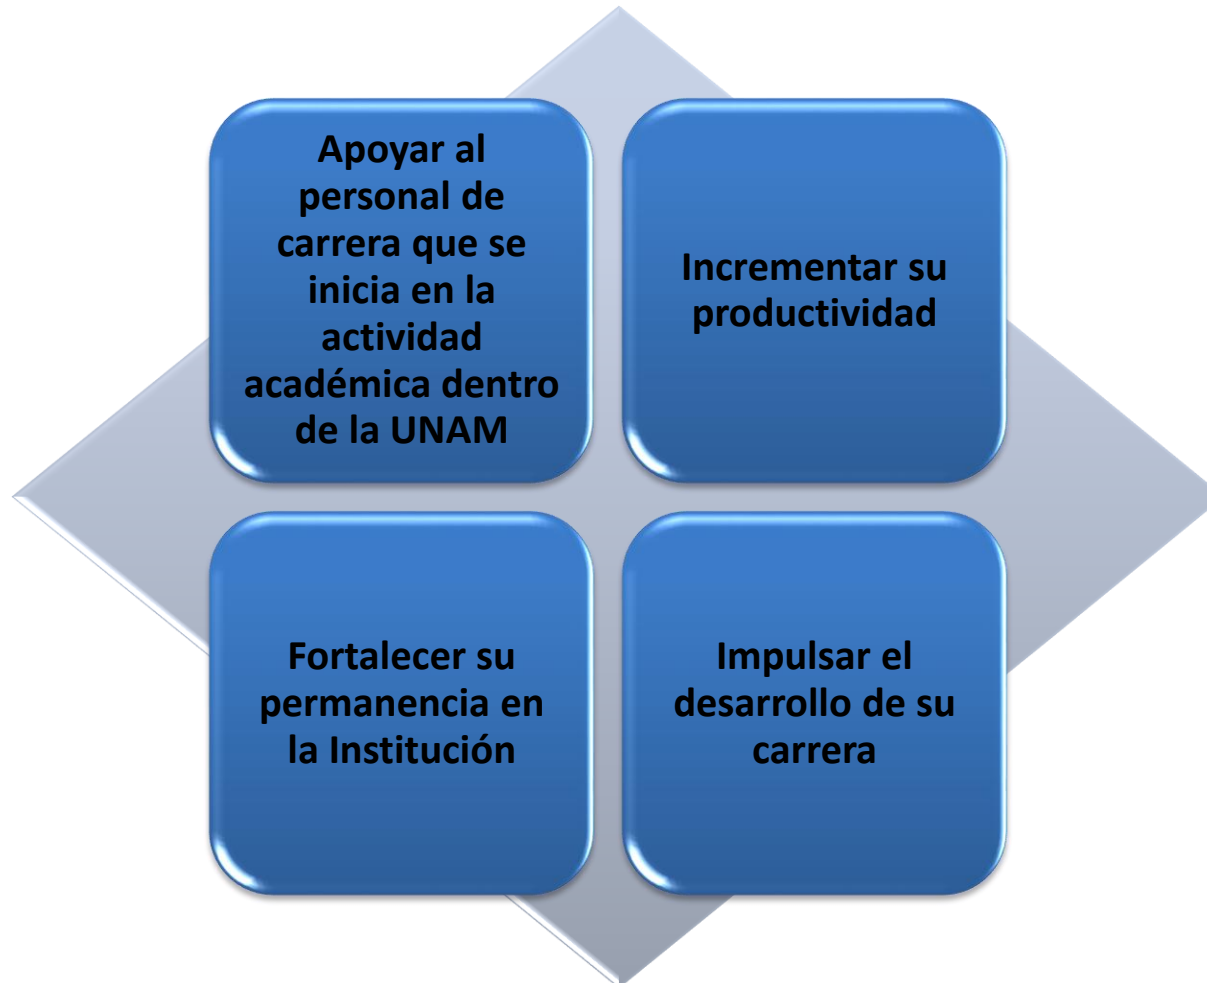 Apoyar al
personal de
carrera que se
inicia en la
actividad
académica dentro
de la UNAM
Incrementar su
productividad
Fortalecer su
permanencia en
la Institución
Impulsar el
desarrollo de su
carrera